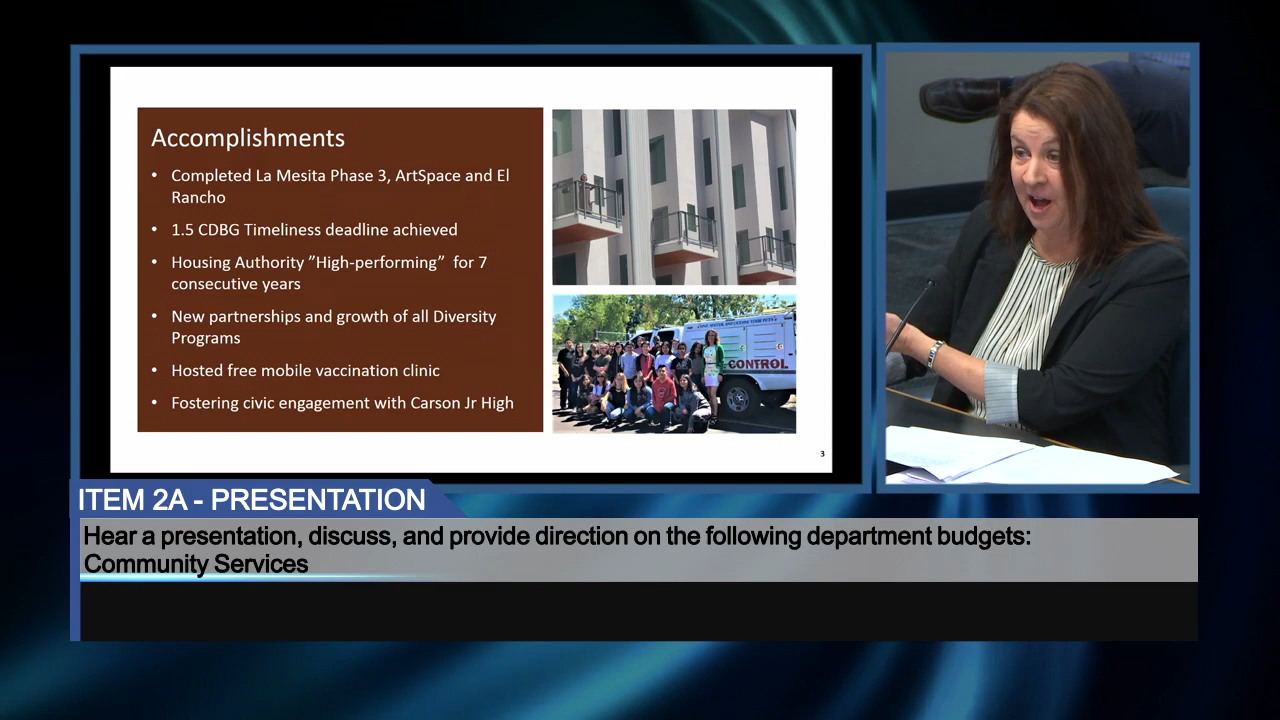 Accomplishments
• Completed La Mesita Phase 3, ArtSpace and El
Rancho
• 1.5 CDBG Timeliness deadline achieved
• Housing Authority ”High-performing”  for 7
consecutive years
• New partnerships and growth of all Diversity
Programs
• Hosted free mobile vaccination clinic
• Fostering civic engagement with Carson Jr High
CONTROL
3
ITEM 2A - PRESENTATION
Hear a presentation, discuss, and provide direction on the following department budgets:
Community Services